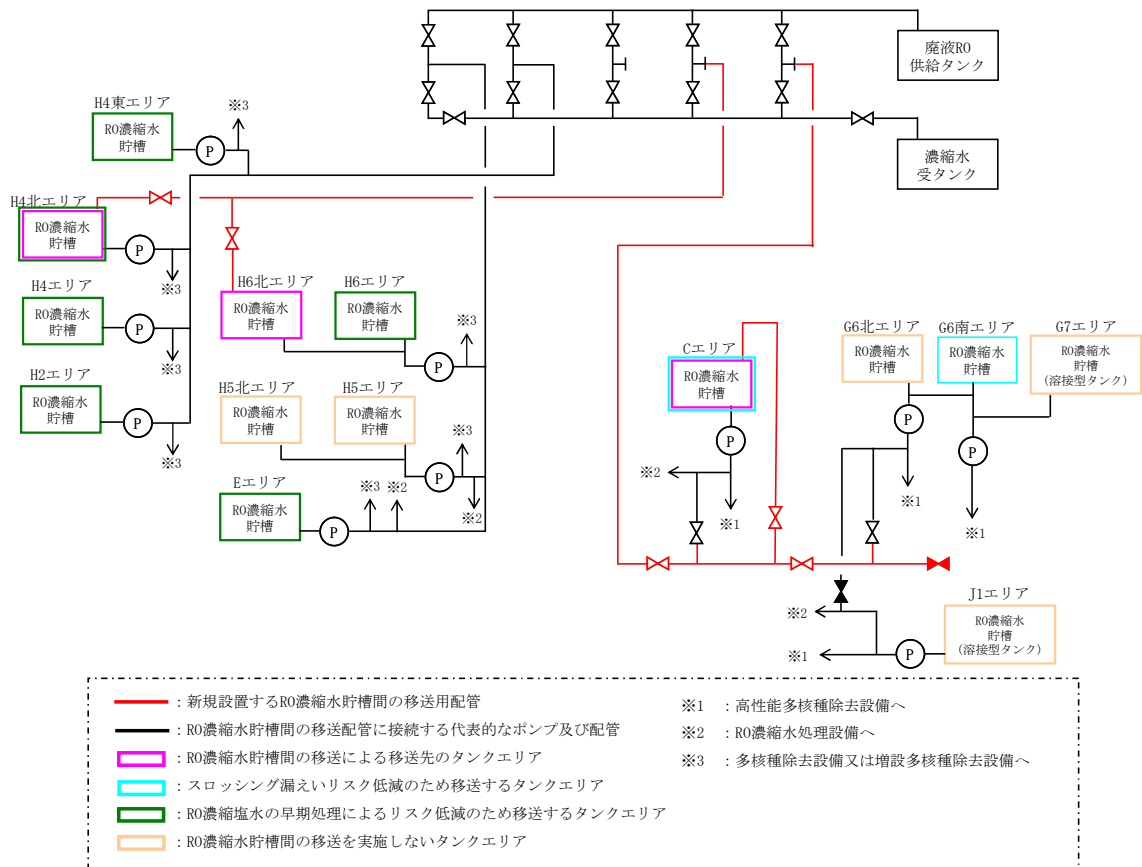 廃液RO
供給タンク
濃縮水
受タンク
H4東エリア
RO濃縮水
貯槽
P
※3
H4北エリア
RO濃縮水
貯槽
P
※3
H4エリア
RO濃縮水
貯槽
P
※3
H2エリア
RO濃縮水
貯槽
P
※3
H6北エリア
RO濃縮水
貯槽
H6エリア
RO濃縮水
貯槽
P
※3
H5北エリア
RO濃縮水
貯槽
H5エリア
RO濃縮水
貯槽
P
※3
※2
Eエリア
RO濃縮水
貯槽
P
※3
※2
Cエリア
RO濃縮水
貯槽
P
※2
※1
G6北エリア
RO濃縮水
貯槽
P
※1
G6南エリア
RO濃縮水
貯槽
P
※1
G7エリア
RO濃縮水
貯槽
(溶接型タンク)
J1エリア
RO濃縮水
貯槽
(溶接型タンク)
P
※2
※1
：新規設置するRO濃縮水貯槽間の移送用配管
：RO濃縮水貯槽間の移送配管に接続する代表的なポンプ及び配管
：RO濃縮水貯槽間の移送による移送先のタンクエリア
：スロッシング漏えいリスク低減のため移送するタンクエリア
：RO濃縮塩水の早期処理によるリスク低減のため移送するタンクエリア
：RO濃縮水貯槽間の移送を実施しないタンクエリア
※1 ：高性能多核種除去設備へ
※2 ：RO濃縮水処理設備へ
※3 ：多核種除去設備又は増設多核種除去設備へ